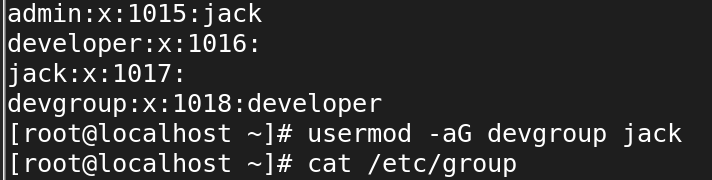 admin:x:1015:jack
developer:x:1016:
jack:x:1017:
devgroup:x:1018:developer
[root@localhost ~]# usermod -aG devgroup jack
[root@localhost ~]# cat /etc/group